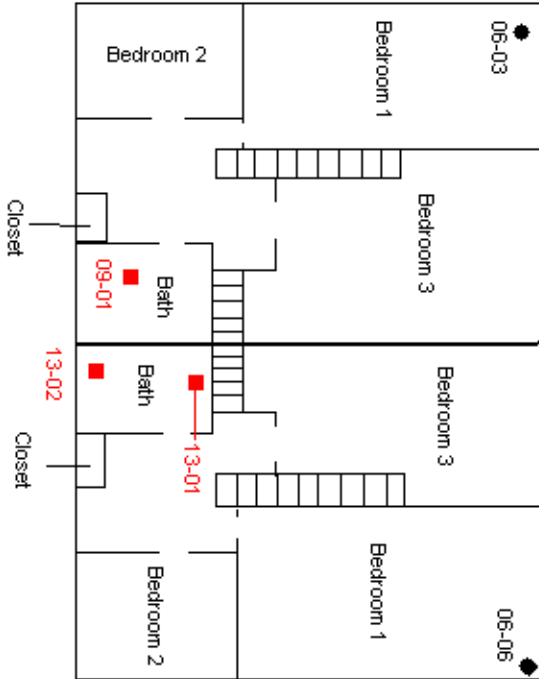 Bedroom 2
Bedroom 1
06-03
Closet
09-01
Bath
Bedroom 3
13-02
Bath
13-01
Bedroom 3
Closet
Bedroom 2
Bedroom 1
06-06